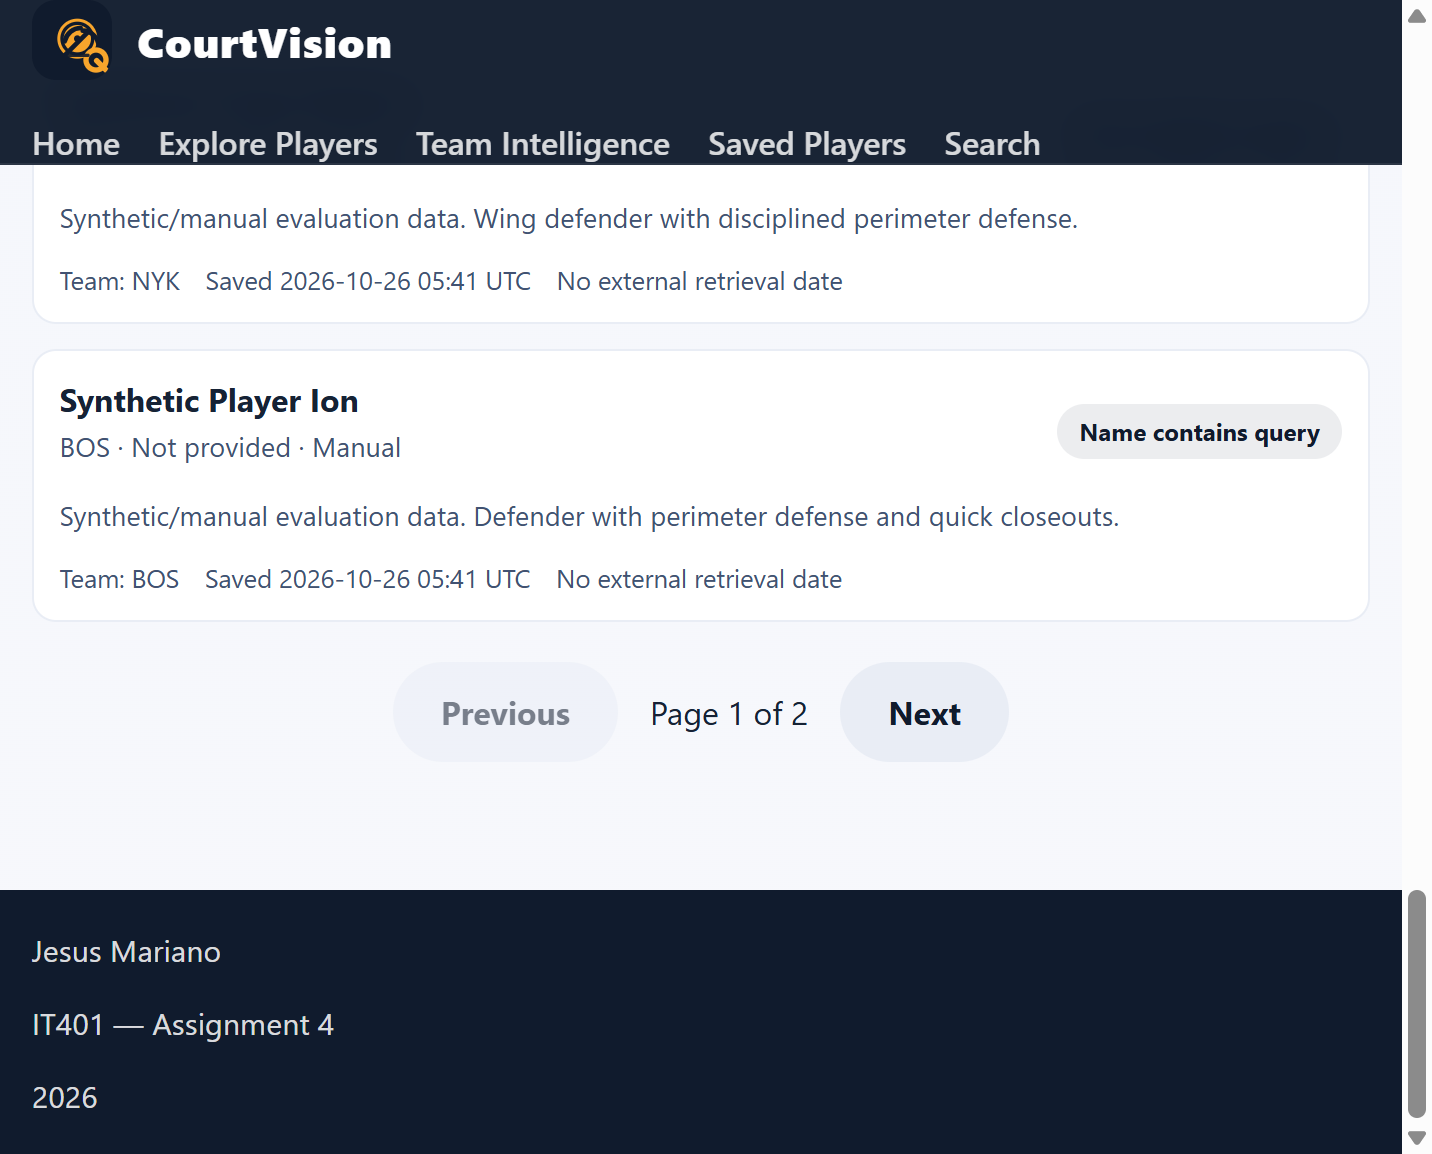 CourtVision
Home Explore Players Team Intelligence Saved Players Search
Synthetic/manual evaluation data. Wing defender with disciplined perimeter defense.
Team: NYK Saved 2026-10-26 05:41 UTC No external retrieval date
Synthetic Player Ion
BOS · Not provided · Manual
Name contains query
Synthetic/manual evaluation data. Defender with perimeter defense and quick closeouts.
Team: BOS Saved 2026-10-26 05:41 UTC No external retrieval date
Previous Page 1 of 2 Next
Jesus Mariano
IT401 — Assignment 4
2026